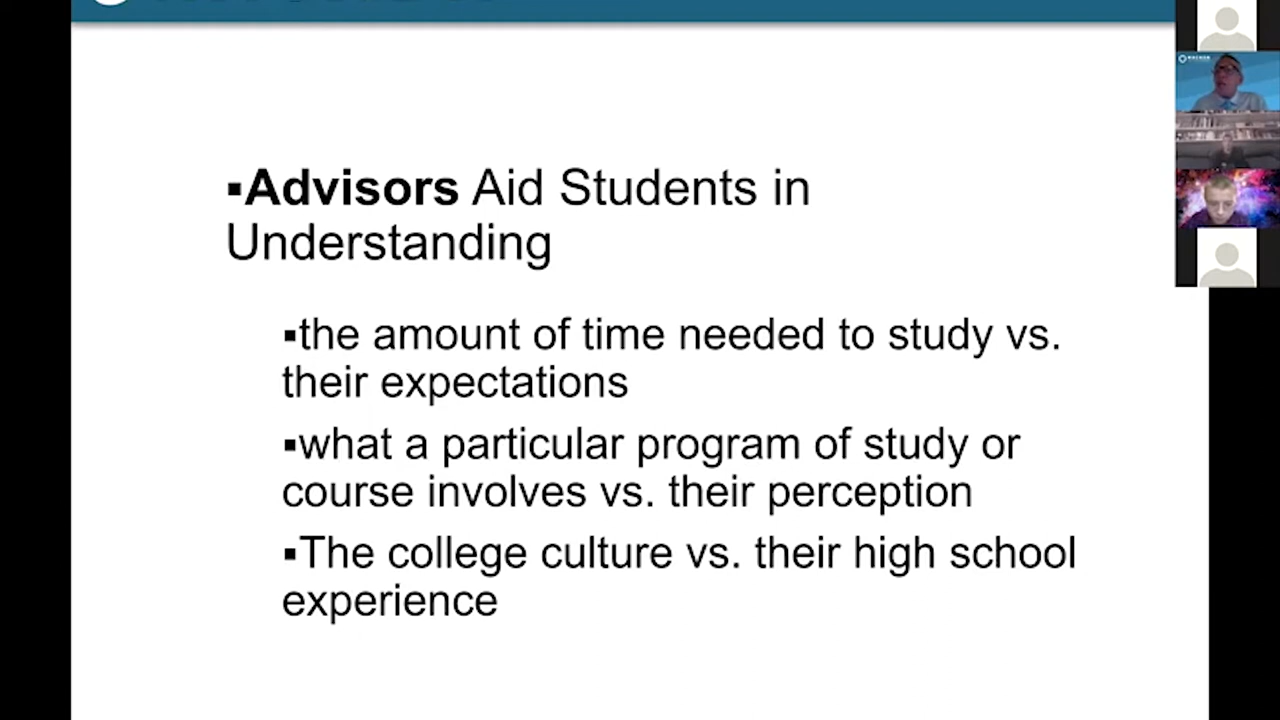 ▪Advisors Aid Students in
Understanding
▪the amount of time needed to study vs.
their expectations
▪what a particular program of study or
course involves vs. their perception
▪The college culture vs. their high school
experience